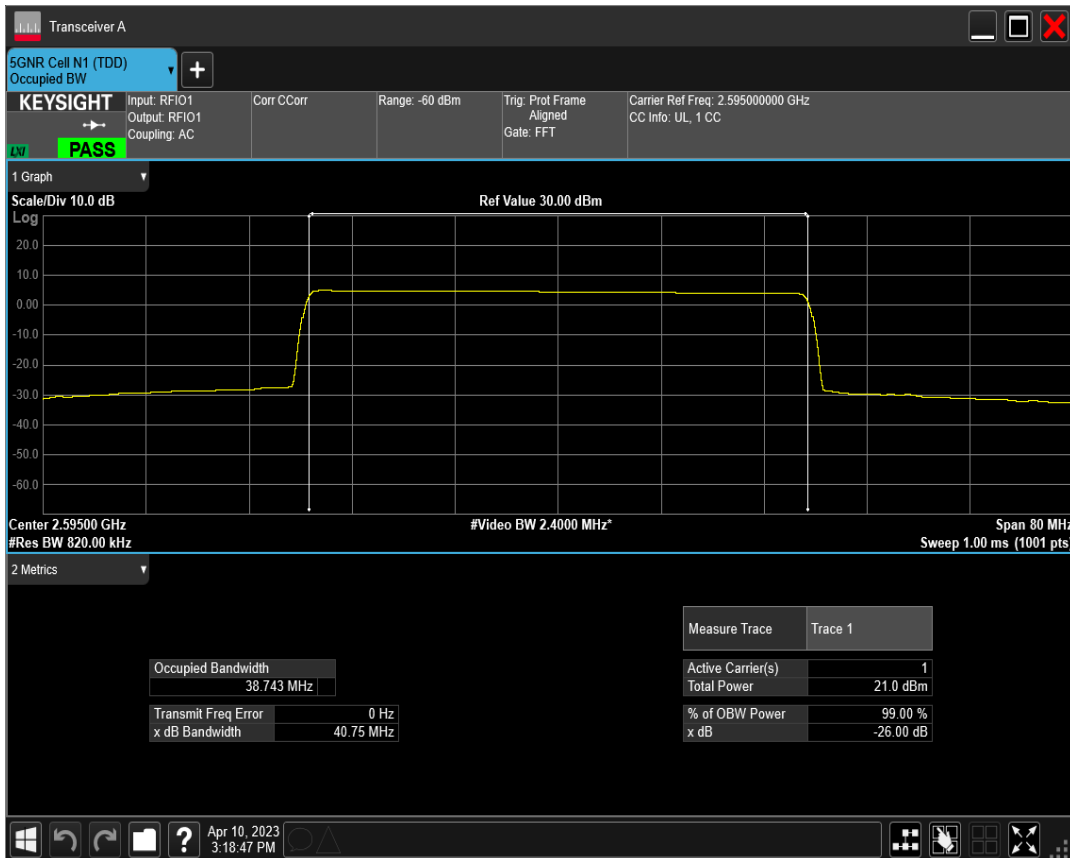 Transceiver A
5GNR Cell N1 (TDD)
Occupied BW
+
KEYSIGHT
LXI
PASS
Input: RFIO1
Output: RFIO1
Coupling: AC
Corr CCorr
Range: -60 dBm
Trig: Prot Frame
Aligned
Gate: FFT
Carrier Ref Freq: 2.595000000 GHz
CC Info: UL, 1 CC
1 Graph
Scale/Div 10.0 dB
Ref Value 30.00 dBm
Log
20.0
10.0
0.00
-10.0
-20.0
-30.0
-40.0
-50.0
-60.0
Center 2.59500 GHz
#Video BW 2.4000 MHz*
Span 80 MHz
#Res BW 820.00 kHz
Sweep 1.00 ms (1001 pts)
2 Metrics
Measure Trace Trace 1
Occupied Bandwidth
38.743 MHz
Transmit Freq Error 0 Hz
x dB Bandwidth 40.75 MHz
Active Carrier(s) 1
Total Power 21.0 dBm
% of OBW Power 99.00 %
x dB -26.00 dB
?
Apr 10, 2023
3:18:47 PM